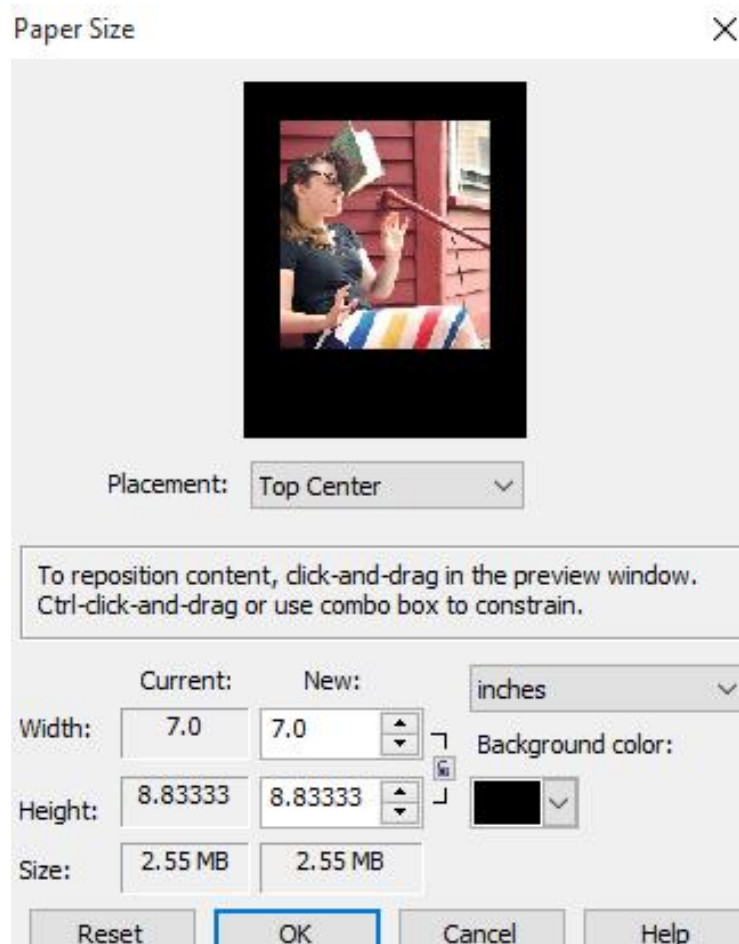 Paper Size
Placement: Top Center
To reposition content, click-and-drag in the preview window.
Ctrl-click-and-drag or use combo box to constrain.
Current: New: inches
Width: 7.0 7.0
Background color:
Height: 8.83333 8.83333
Size: 2.55 MB 2.55 MB
Reset OK Cancel Help